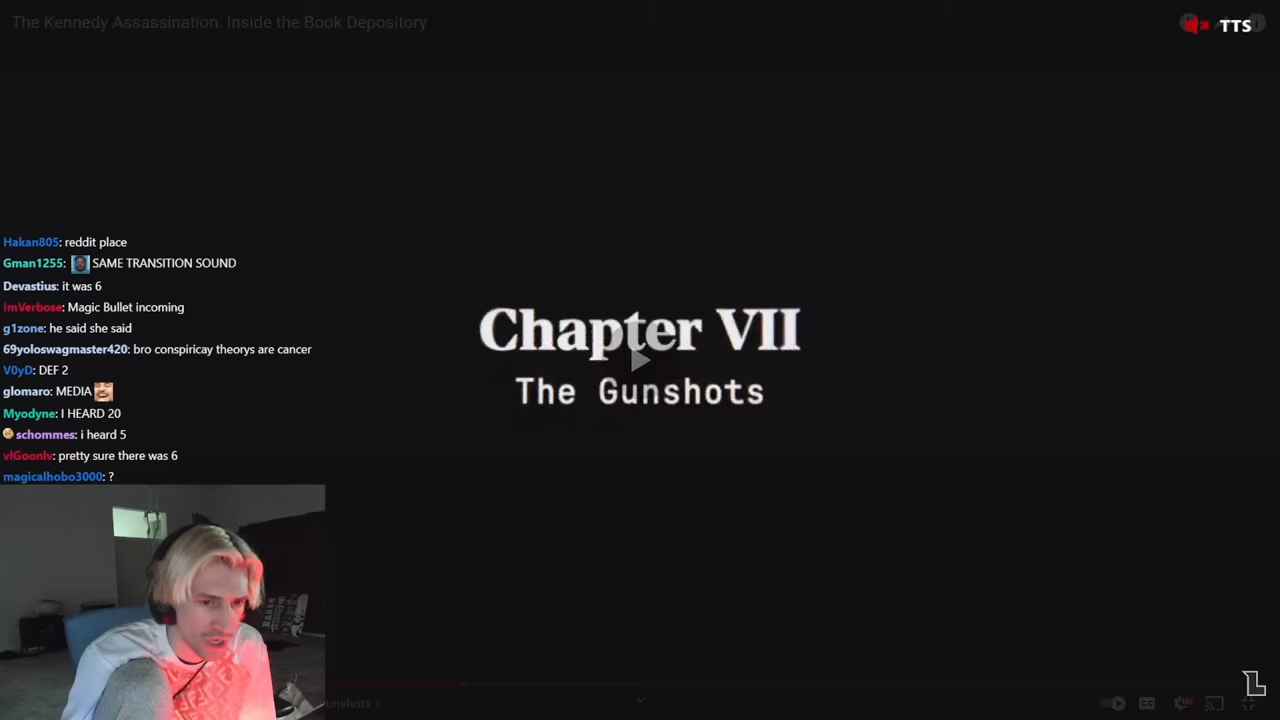 The Kennedy Assassination: Inside the Book Depository
TTS
Hakan805: reddit place
Gman1255: SAME TRANSITION SOUND
Devastius: it was 6
ImVerbose: Magic Bullet incoming
g1zone: he said she said
69yoloswagmaster420: bro conspiricay theorys are cancer
V0yD: DEF 2
glomaro: MEDIA
Myodyne: I HEARD 20
schommes: i heard 5
vlGoonlv: pretty sure there was 6
magicalhobo3000: ?
Chapter VII
The Gunshots
unshots >
CC